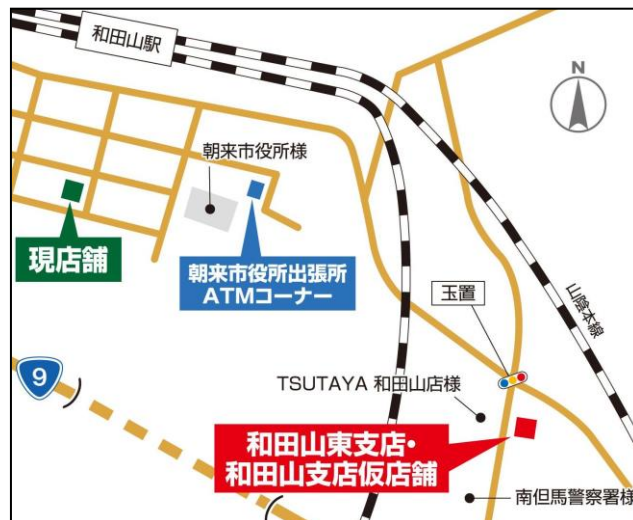 和田山駅
N
朝来市役所様
現店舗
朝来市役所出張所
ATMコーナー
玉置
山陰本線
9
TSUTAYA 和田山店様
和田山東支店・
和田山支店仮店舗
南但馬警察署様